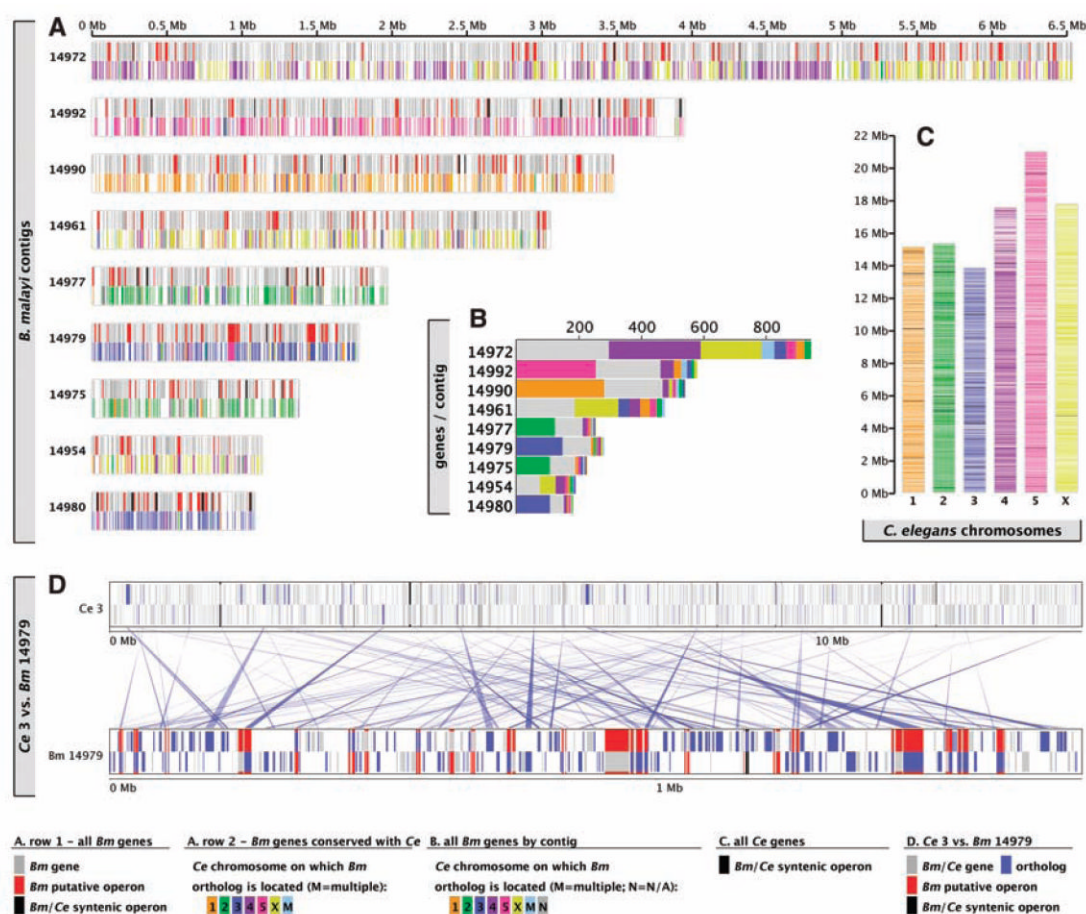 A
0 Mb 0.5 Mb 1 Mb 1.5 Mb 2 Mb 2.5 Mb 3 Mb 3.5 Mb 4 Mb 4.5 Mb 5 Mb 5.5 Mb 6 Mb 6.5 Mb
B. malayi contigs
14972
14992
14990
14961
14977
14979
14975
14954
14980
B
genes / contig
200 400 600 800
14972
14992
14990
14961
14977
14979
14975
14954
14980
C
22 Mb
20 Mb
18 Mb
16 Mb
14 Mb
12 Mb
10 Mb
8 Mb
6 Mb
4 Mb
2 Mb
0 Mb
1 2 3 4 5 X
C. elegans chromosomes
D
Ce 3 vs. Bm 14979
Ce 3
0 Mb 10 Mb
Bm 14979
0 Mb 1 Mb
A. row 1 – all Bm genes
Bm gene
Bm putative operon
Bm/Ce syntenic operon
A. row 2 – Bm genes conserved with Ce
Ce chromosome on which Bm
ortholog is located (M=multiple):
1 2 3 4 5 X M
B. all Bm genes by contig
Ce chromosome on which Bm
ortholog is located (M=multiple; N=N/A):
1 2 3 4 5 X M N
C. all Ce genes
Bm/Ce syntenic operon
D. Ce 3 vs. Bm 14979
Bm/Ce gene ortholog
Bm putative operon
Bm/Ce syntenic operon